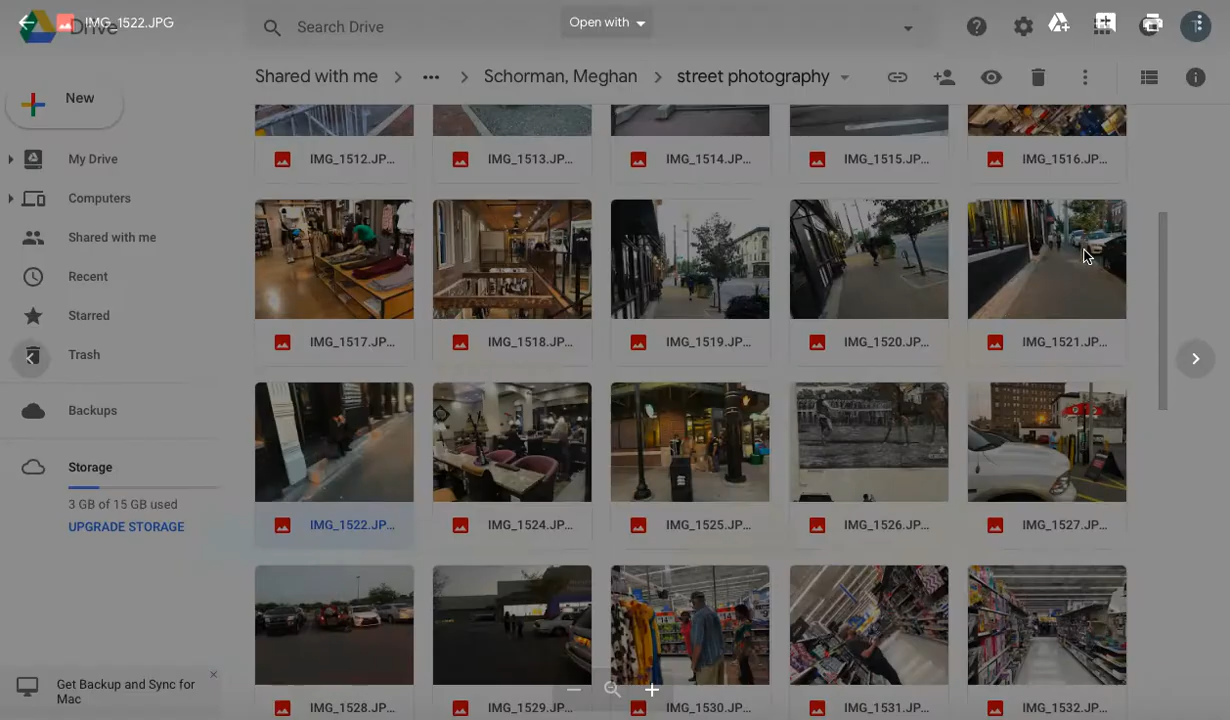 IMG_1522.JPG
Drive
Search Drive
Open with
New
Shared with me
Schorman, Meghan
street photography
My Drive
Computers
Shared with me
Recent
Starred
Trash
Backups
Storage
3 GB of 15 GB used
UPGRADE STORAGE
Get Backup and Sync for
Mac
IMG_1512.JP...
IMG_1513.JP...
IMG_1514.JP...
IMG_1515.JP...
IMG_1516.JP...
IMG_1517.JP...
IMG_1518.JP...
IMG_1519.JP...
IMG_1520.JP...
IMG_1521.JP...
IMG_1522.JP...
IMG_1524.JP...
IMG_1525.JP...
IMG_1526.JP...
IMG_1527.JP...
IMG_1528.JP...
IMG_1529.JP...
IMG_1530.JP...
IMG_1531.JP...
IMG_1532.JP...